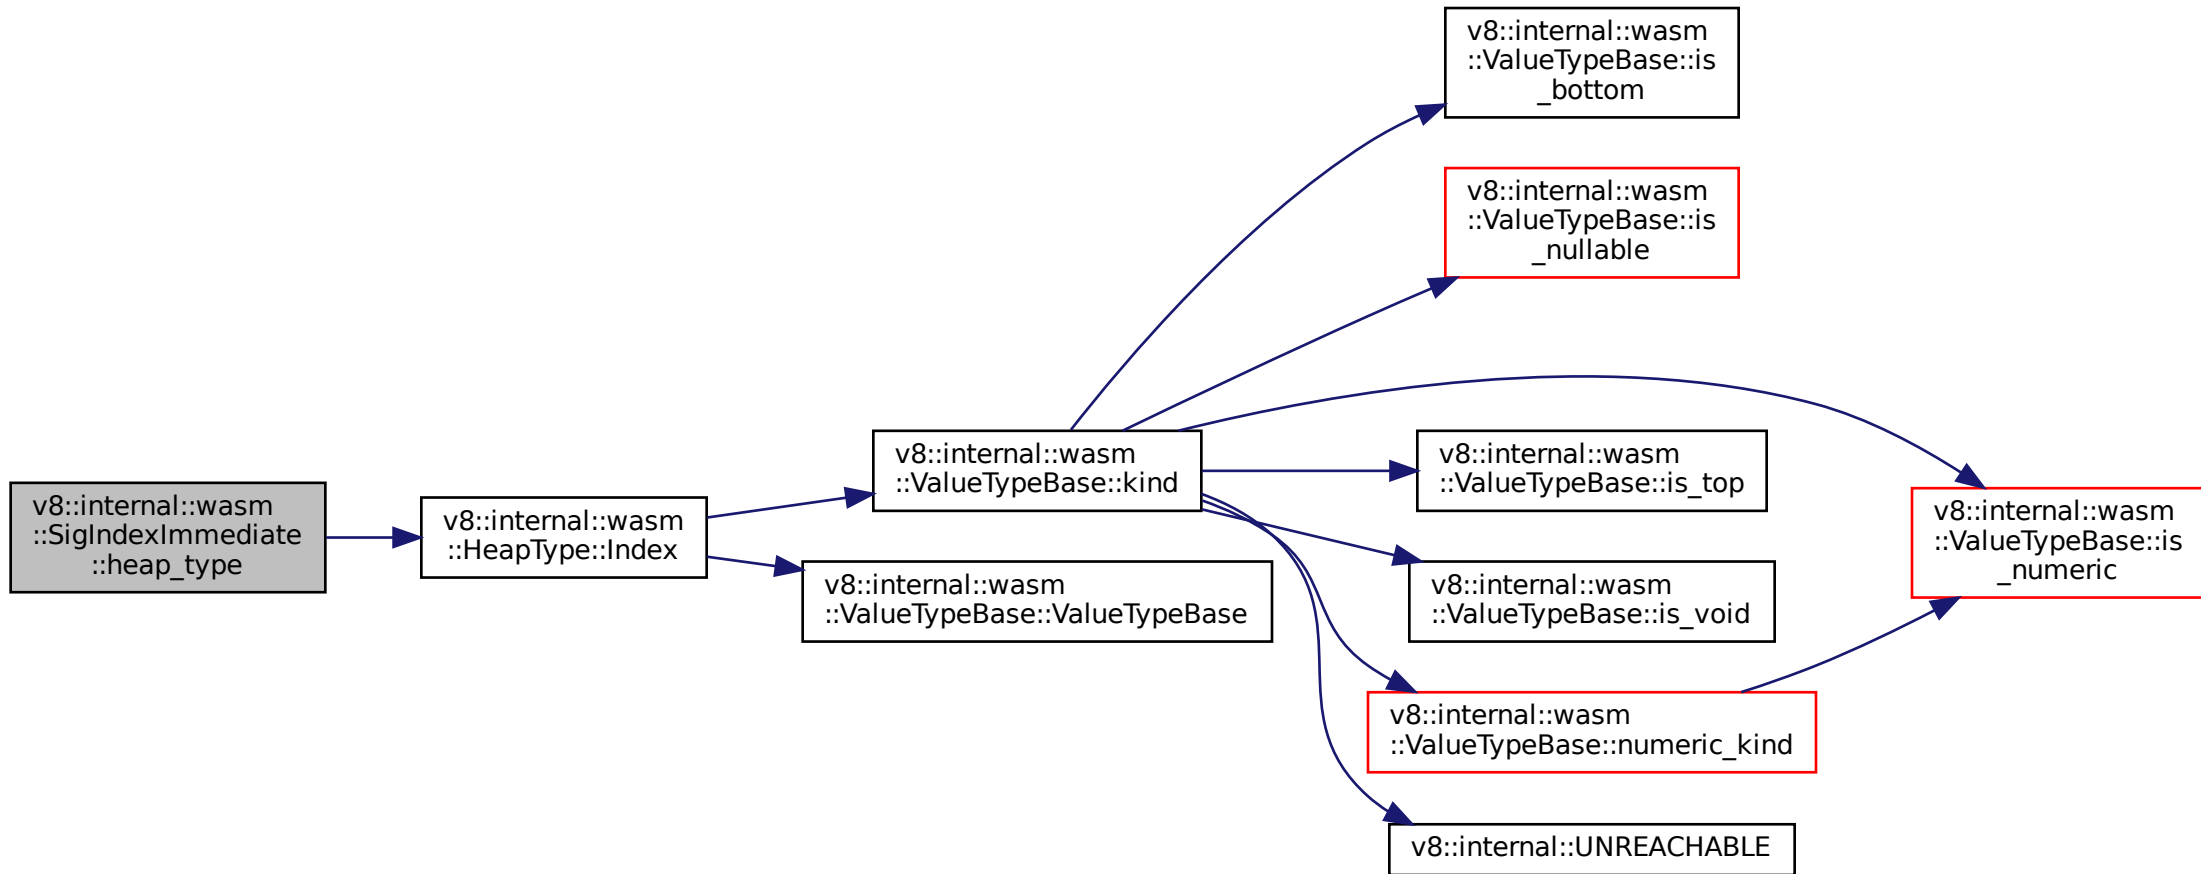 v8::internal::wasm
::SigIndexImmediate
::heap_type
v8::internal::wasm
::HeapType::Index
v8::internal::wasm
::ValueTypeBase::kind
v8::internal::wasm
::ValueTypeBase::ValueTypeBase
v8::internal::wasm
::ValueTypeBase::is
_bottom
v8::internal::wasm
::ValueTypeBase::is
_nullable
v8::internal::wasm
::ValueTypeBase::is_top
v8::internal::wasm
::ValueTypeBase::is_void
v8::internal::wasm
::ValueTypeBase::numeric_kind
v8::internal::UNREACHABLE
v8::internal::wasm
::ValueTypeBase::is
_numeric